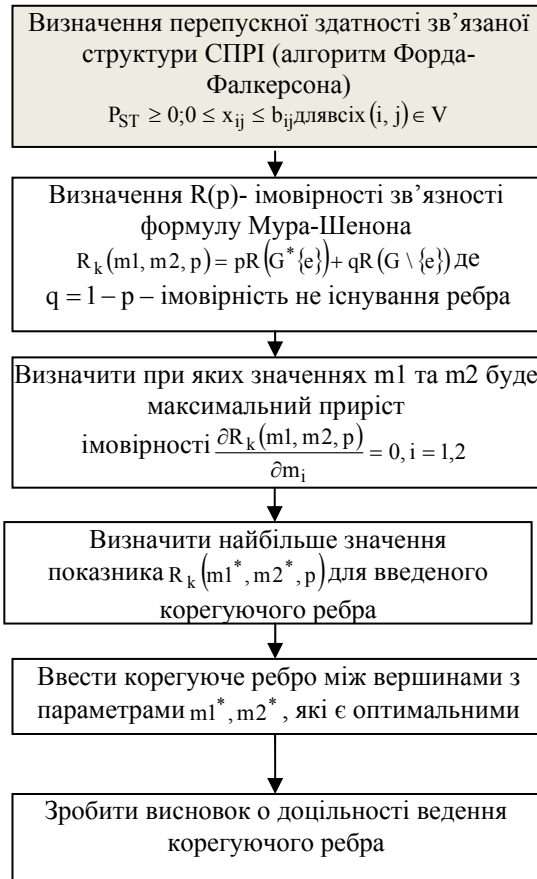 Визначення перепускної здатності зв’язаної
структури СПРІ (алгоритм Форда-
Фалкерсона)
P_ST ≥ 0;0 ≤ x_ij ≤ b_ij длявсіх (i, j) ∈ V
Визначення R(p)- імовірності зв’язності
формулу Мура-Шенона
R_k(m1, m2, p) = pR(G^*{e}) + qR(G \ {e}) де
q = 1 − p – імовірність не існування ребра
Визначити при яких значеннях m1 та m2 буде
максимальний приріст
імовірності ∂R_k(m1, m2, p)/∂m_i = 0, i = 1,2
Визначити найбільше значення
показника R_k(m1^*, m2^*, p) для введеного
корегуючого ребра
Ввести корегуюче ребро між вершинами з
параметрами m1^*, m2^* , які є оптимальними
Зробити висновок о доцільності ведення
корегуючого ребра